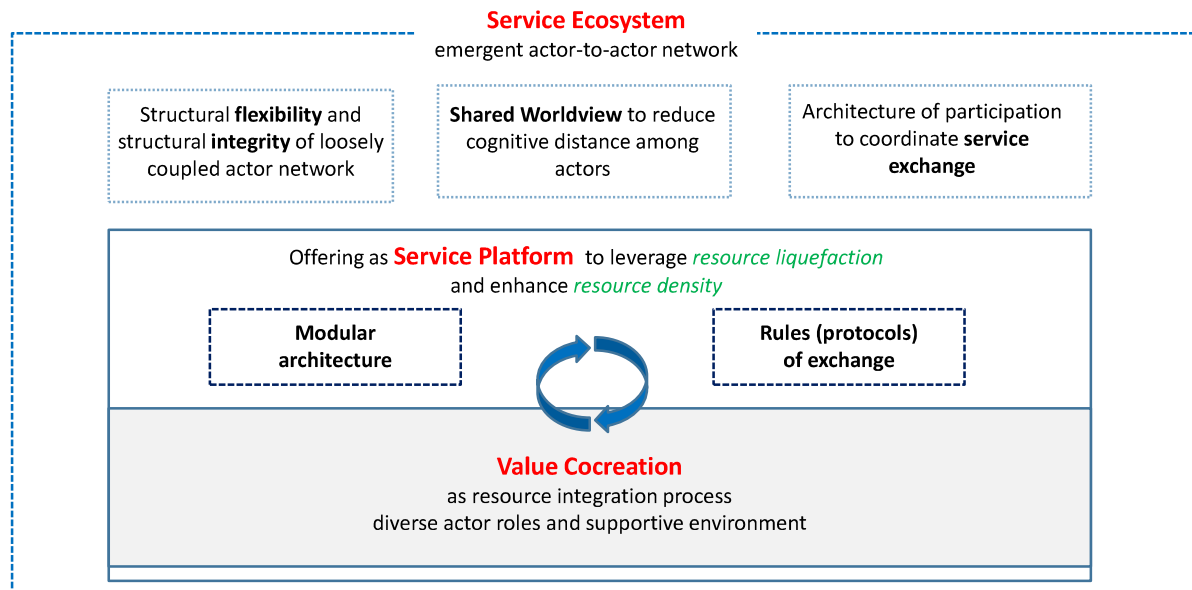 Service Ecosystem
emergent actor-to-actor network
Structural flexibility and
structural integrity of loosely
coupled actor network
Shared Worldview to reduce
cognitive distance among
actors
Architecture of participation
to coordinate service
exchange
Offering as Service Platform to leverage resource liquefaction
and enhance resource density
Modular
architecture
Rules (protocols)
of exchange
Value Cocreation
as resource integration process
diverse actor roles and supportive environment